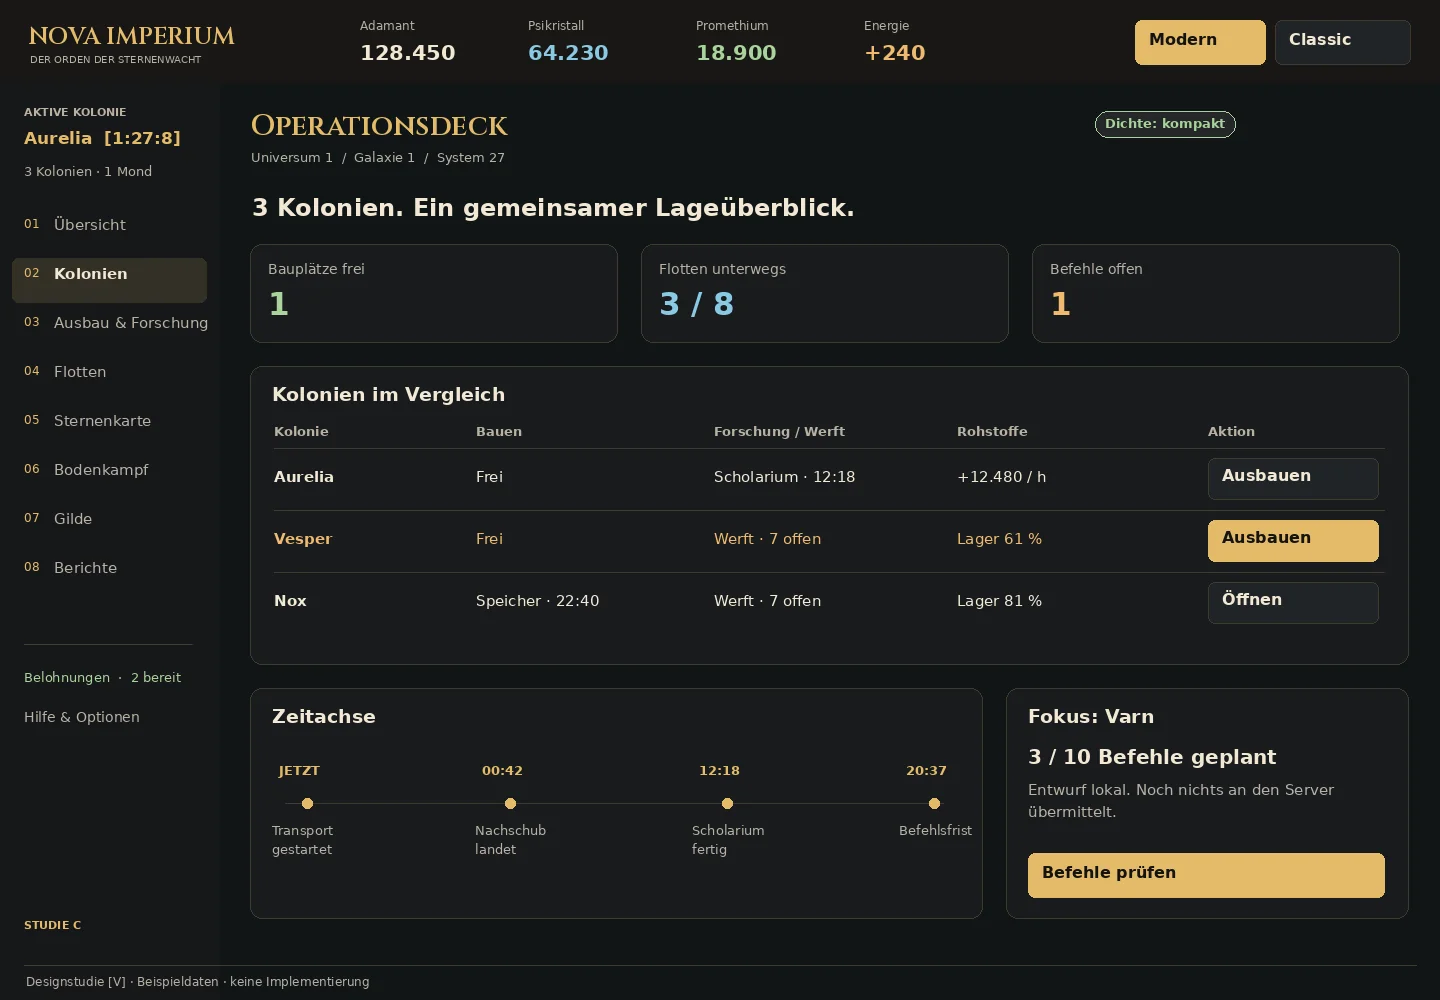 NOVA IMPERIUM
DER ORDEN DER STERNENWACHT
Adamant
128.450
Psikristall
64.230
Promethium
18.900
Energie
+240
Modern
Classic
AKTIVE KOLONIE
Aurelia [1:27:8]
3 Kolonien · 1 Mond
01 Übersicht
02 Kolonien
03 Ausbau & Forschung
04 Flotten
05 Sternenkarte
06 Bodenkampf
07 Gilde
08 Berichte
Belohnungen · 2 bereit
Hilfe & Optionen
STUDIE C
OPERATIONSDECK
Dichte: kompakt
Universum 1 / Galaxie 1 / System 27
3 Kolonien. Ein gemeinsamer Lageüberblick.
Bauplätze frei
1
Flotten unterwegs
3 / 8
Befehle offen
1
Kolonien im Vergleich
Kolonie Bauen Forschung / Werft Rohstoffe Aktion
Aurelia Frei Scholarium · 12:18 +12.480 / h Ausbauen
Vesper Frei Werft · 7 offen Lager 61 % Ausbauen
Nox Speicher · 22:40 Werft · 7 offen Lager 81 % Öffnen
Zeitachse
JETZT
Transport
gestartet
00:42
Nachschub
landet
12:18
Scholarium
fertig
20:37
Befehlsfrist
Fokus: Varn
3 / 10 Befehle geplant
Entwurf lokal. Noch nichts an den Server
übermittelt.
Befehle prüfen
Designstudie [V] · Beispieldaten · keine Implementierung